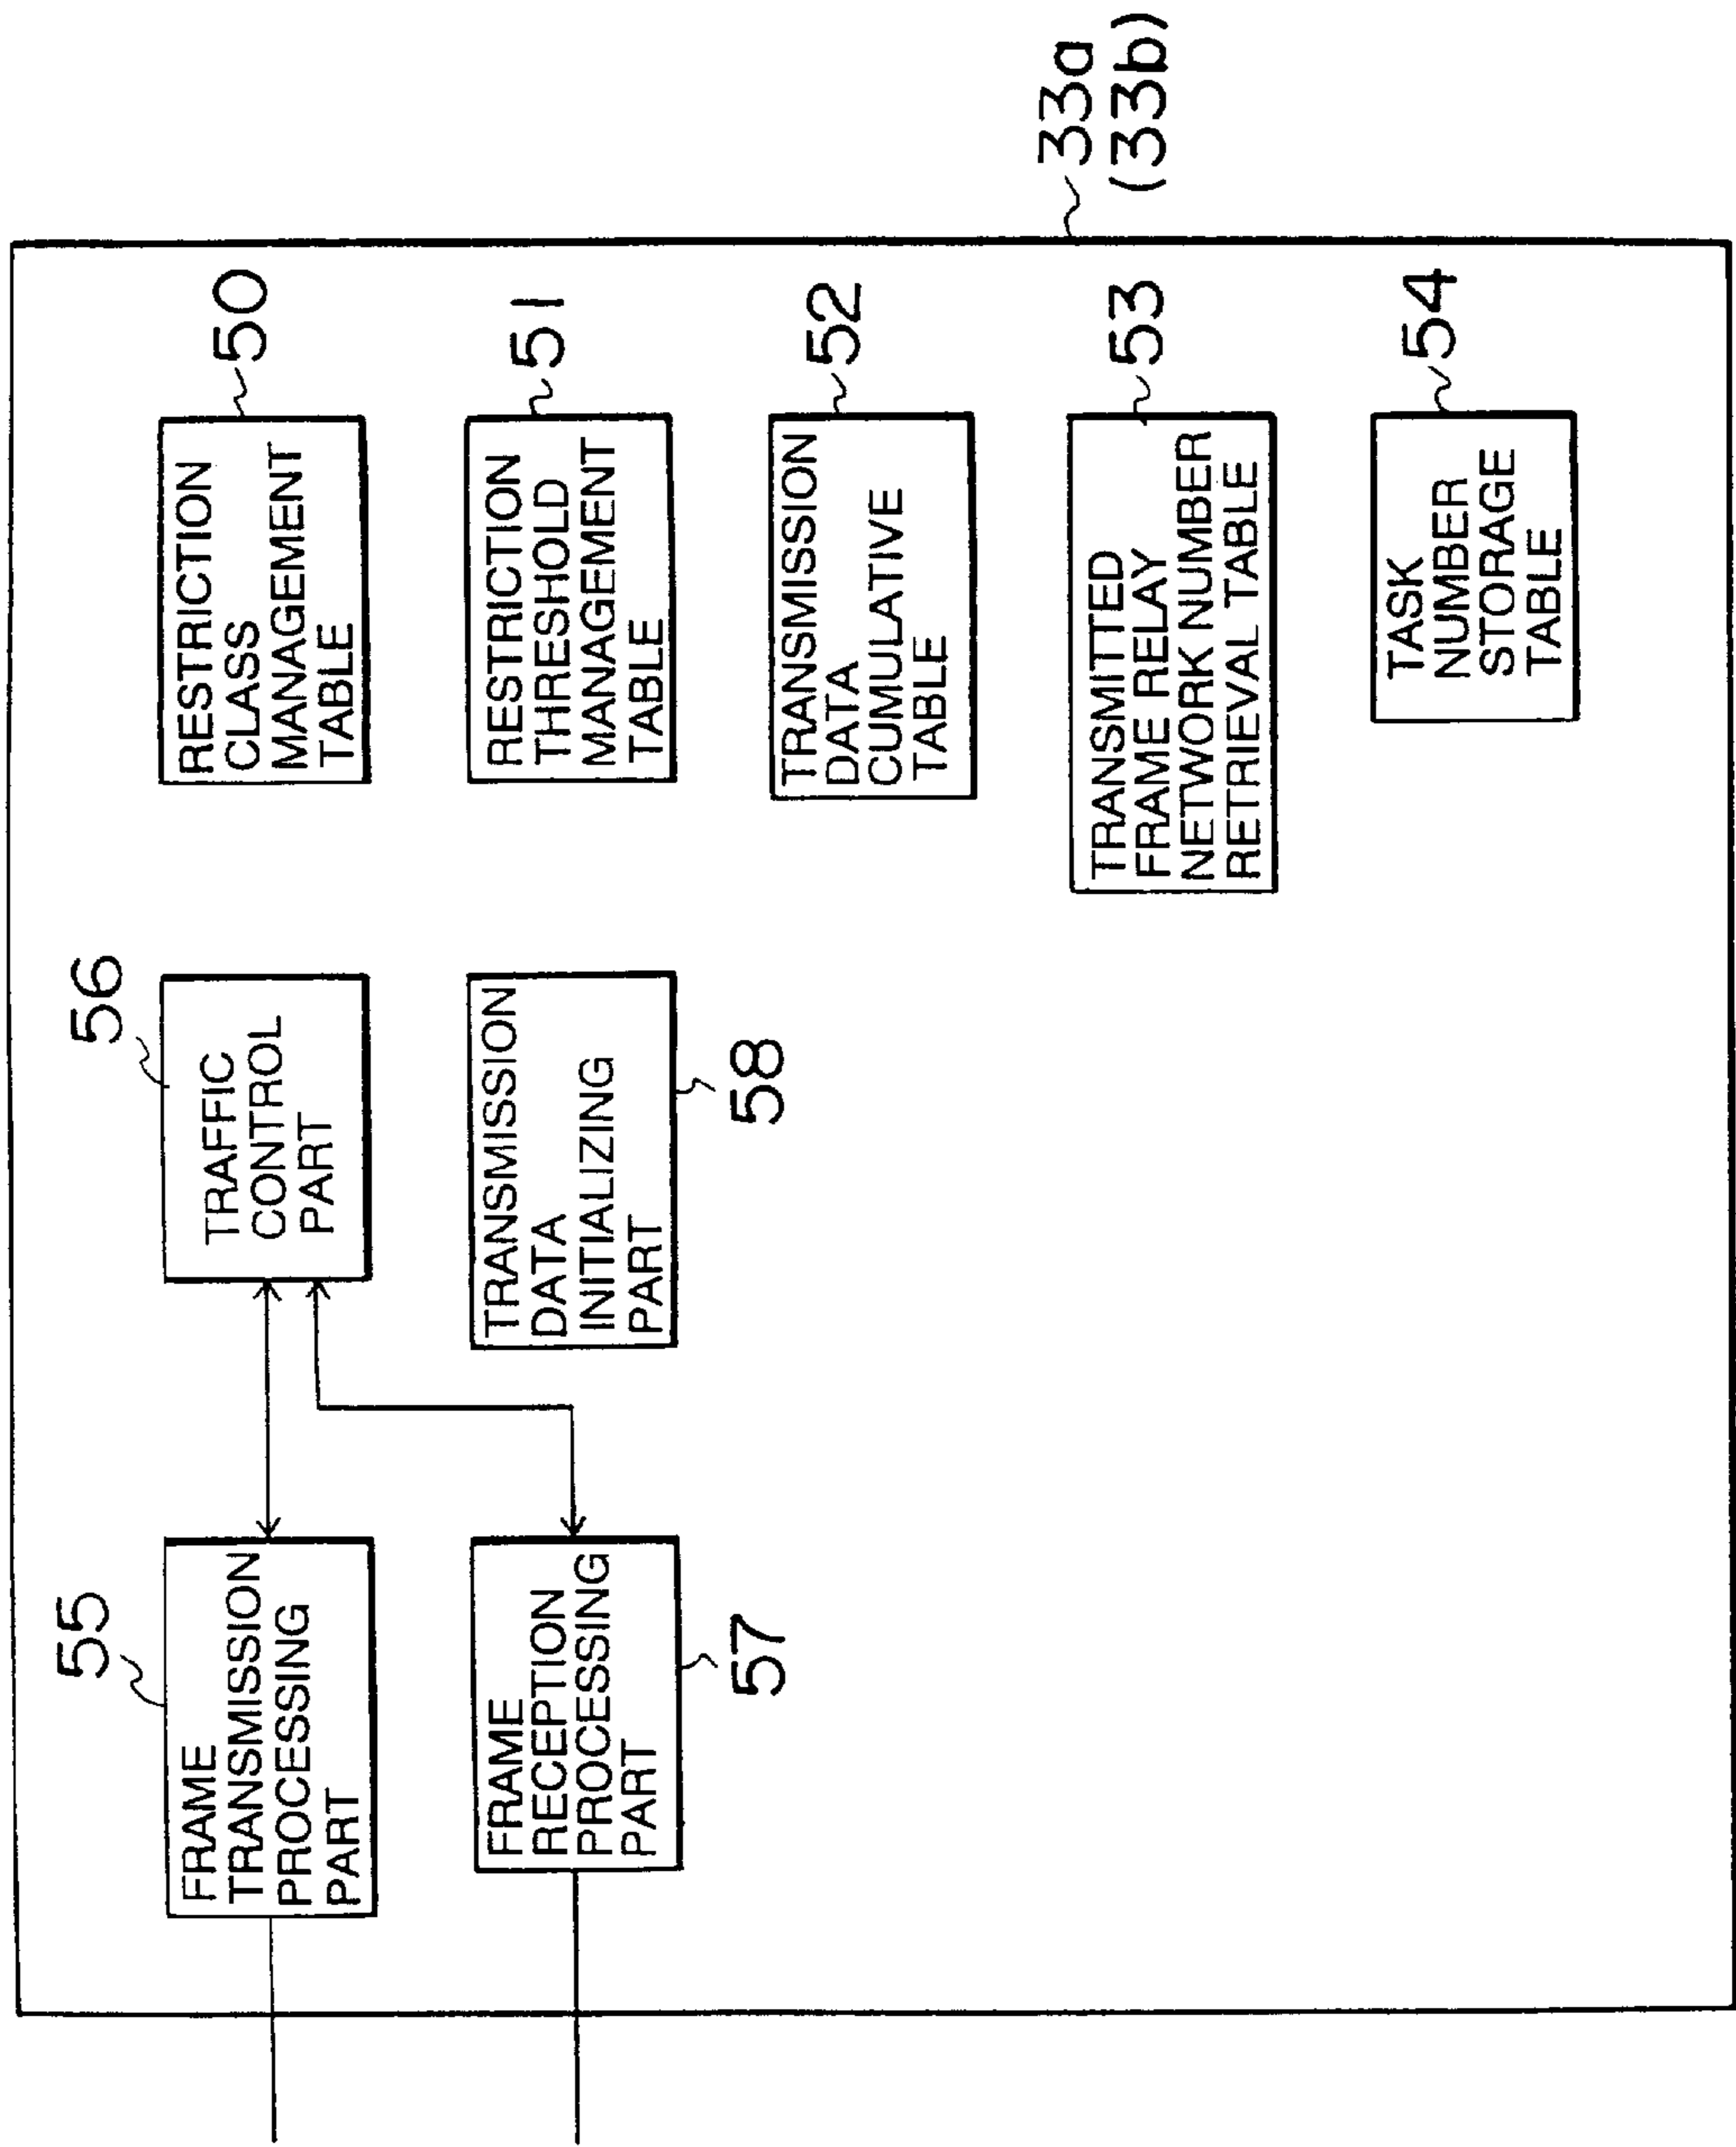 55
FRAME
TRANSMISSION
PROCESSING
PART
56
TRAFFIC
CONTROL
PART
RESTRICTION
CLASS
MANAGEMENT
TABLE
50
FRAME
RECEPTION
PROCESSING
PART
57
TRANSMISSION
DATA
INITIALIZING
PART
58
RESTRICTION
THRESHOLD
MANAGEMENT
TABLE
51
TRANSMISSION
DATA
CUMULATIVE
TABLE
52
TRANSMITTED
FRAME RELAY
NETWORK NUMBER
RETRIEVAL TABLE
53
TASK
NUMBER
STORAGE
TABLE
54
33a
(33b)